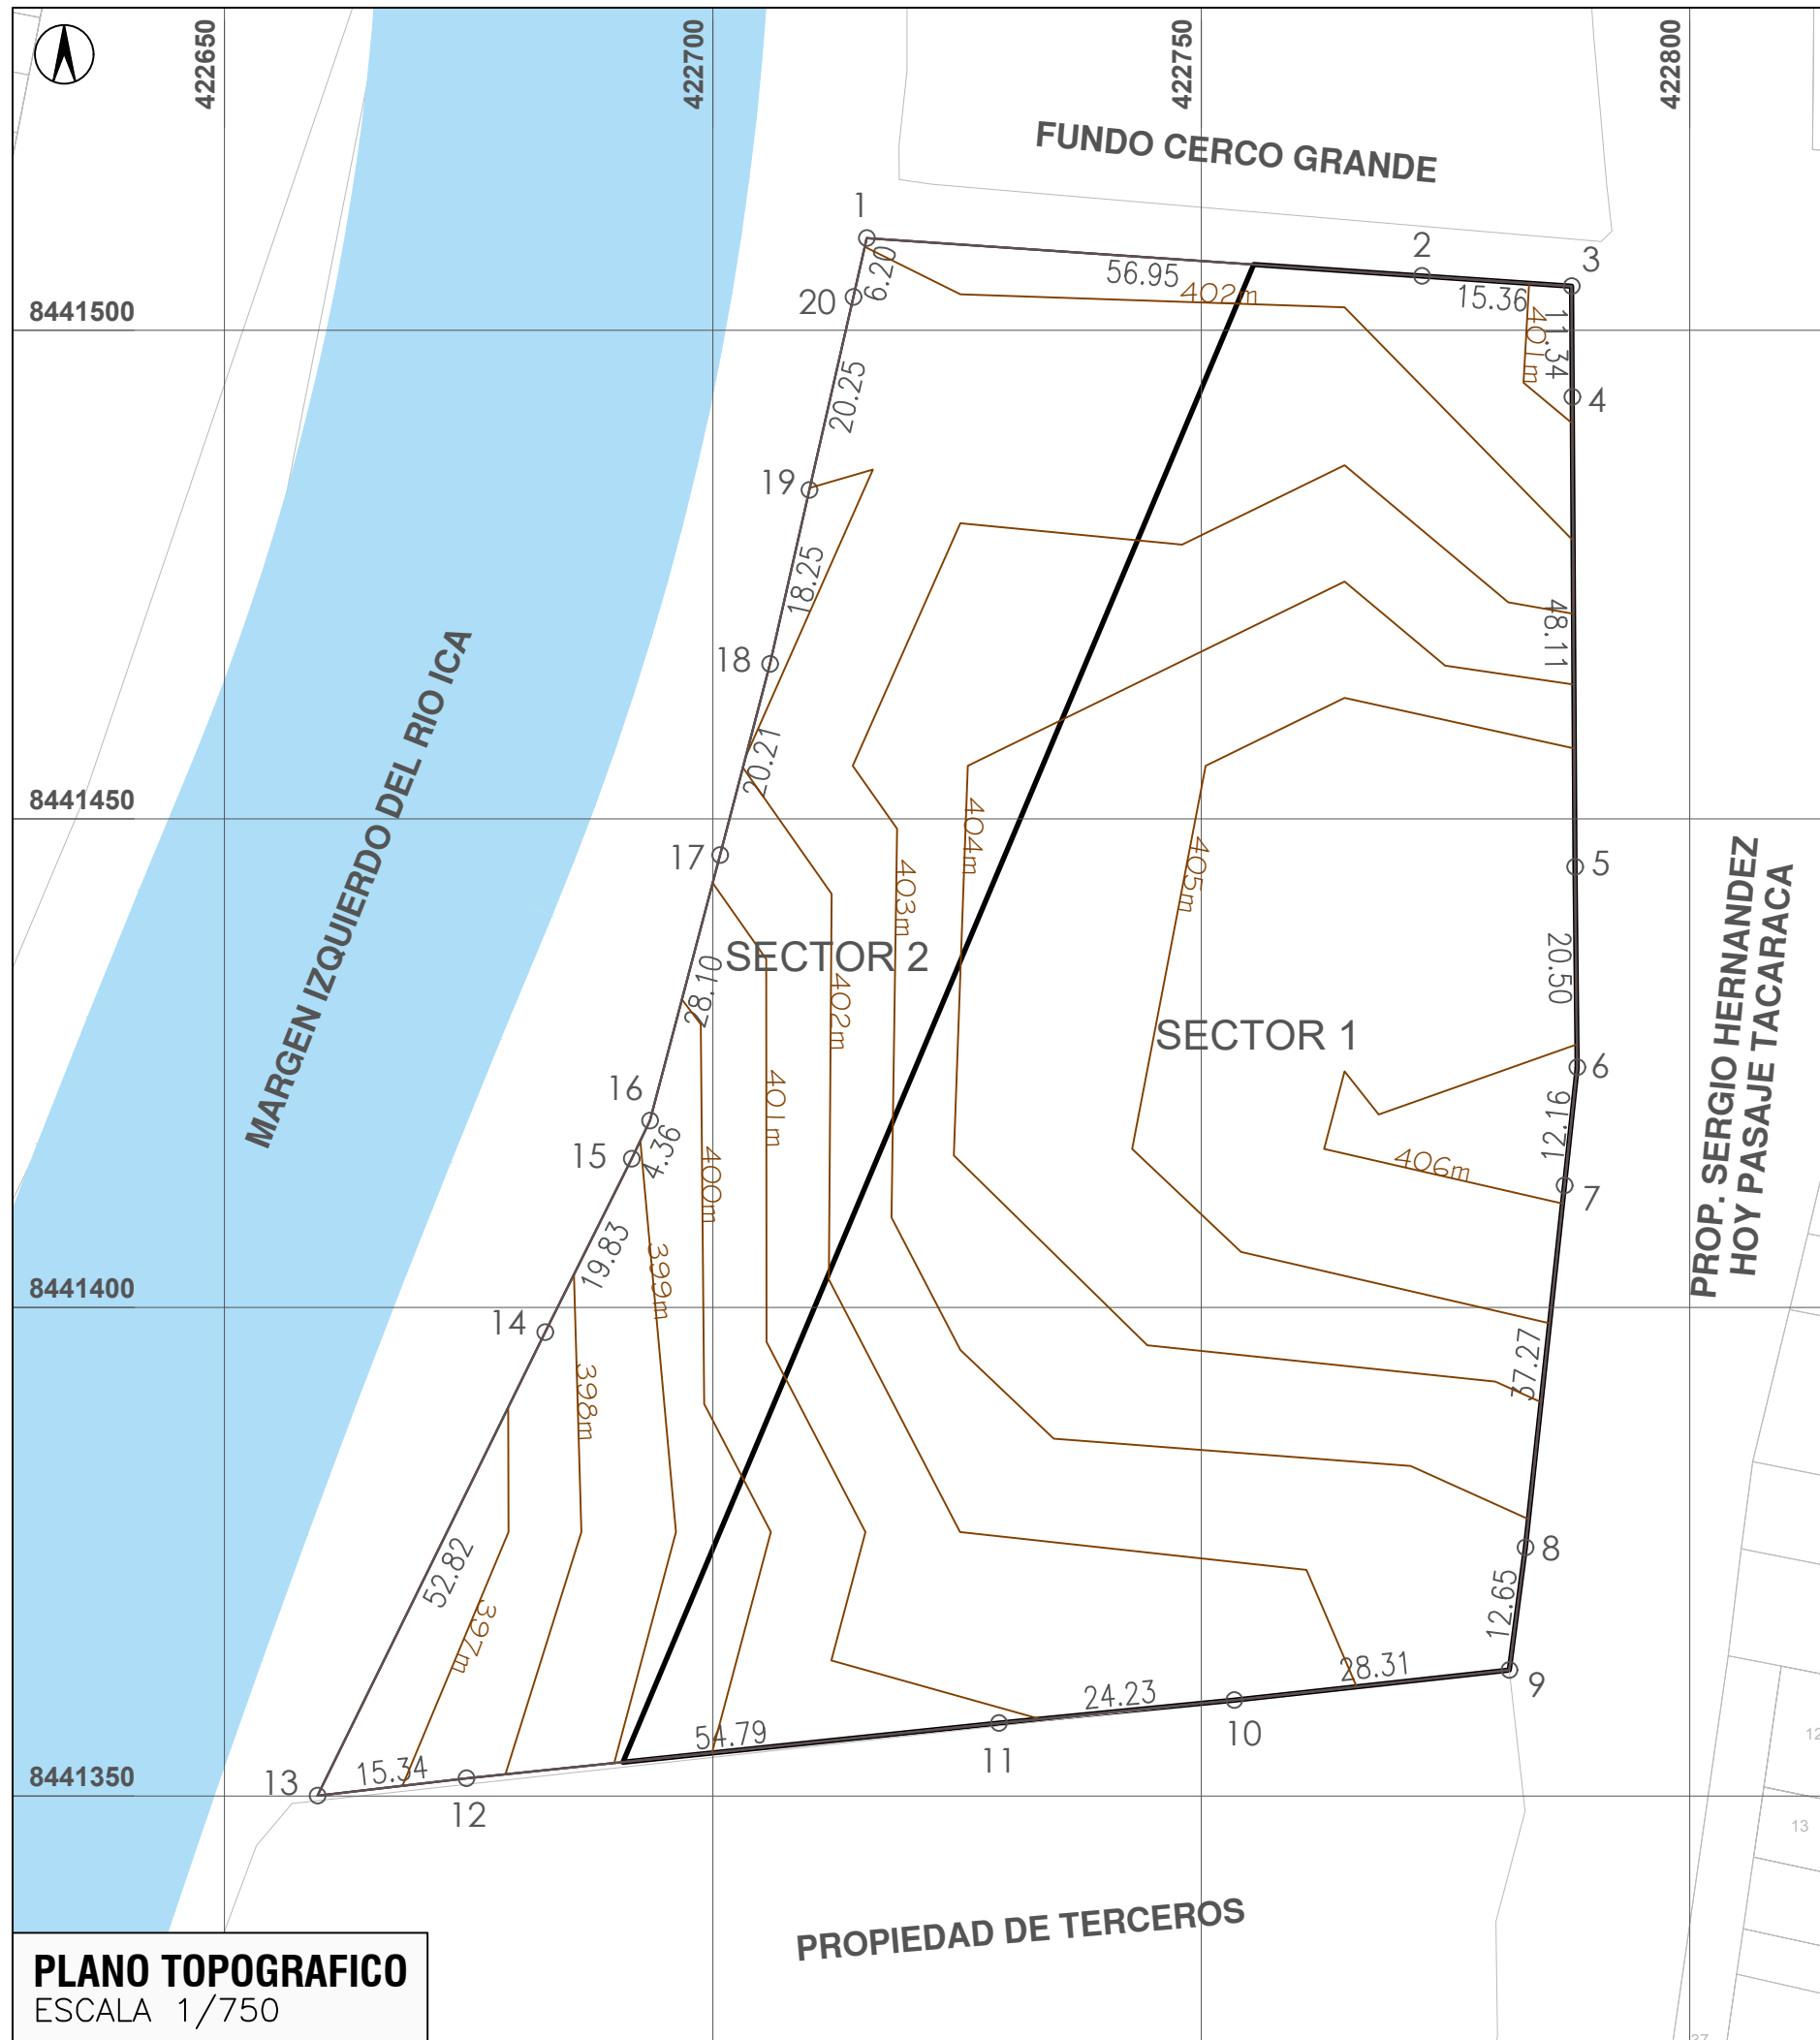 422650
422700
422750
422800
FUNDO CERCO GRANDE
1
2
3
6.20
56.95
15.36
402m
20
8441500
401m
11.34
4
20.25
19
18.25
48.11
18
20.21
MARGEN IZQUIERDO DEL RIO ICA
8441450
17
404m
405m
403m
5
PROP. SERGIO HERNANDEZ
HOY PASAJE TACARACA
SECTOR 2
28.10
402m
20.50
SECTOR 1
6
16
401m
12.16
15
4.36
400m
406m
7
19.83
399m
8441400
14
37.27
398m
52.82
8
397m
12.65
28.31
9
24.23
54.79
10
11
15.34
13
8441350
12
12
13
PROPIEDAD DE TERCEROS
PLANO TOPOGRAFICO
ESCALA 1/750